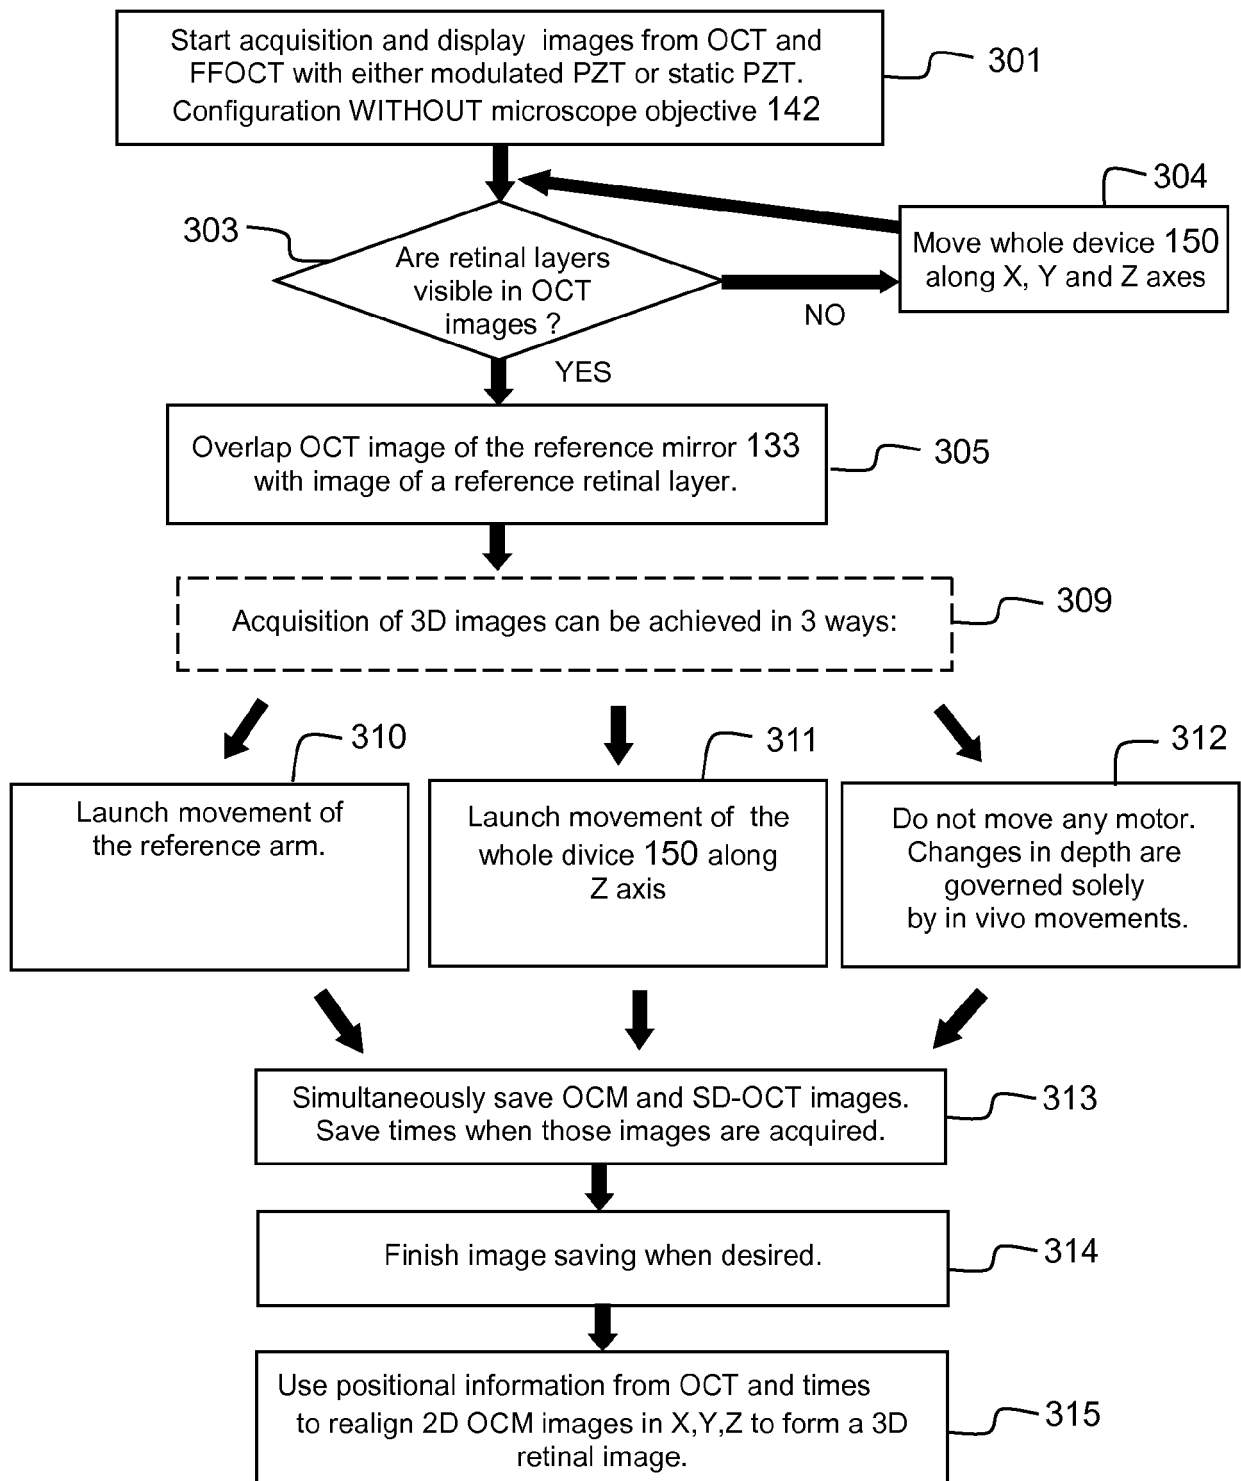 Start acquisition and display images from OCT and
FFOCT with either modulated PZT or static PZT.
Configuration WITHOUT microscope objective 142
301
304
303
Are retinal layers
visible in OCT
images ?
Move whole device 150
along X, Y and Z axes
NO
YES
Overlap OCT image of the reference mirror 133
with image of a reference retinal layer.
305
Acquisition of 3D images can be achieved in 3 ways:
309
310
311
312
Launch movement of
the reference arm.
Launch movement of the
whole divice 150 along
Z axis
Do not move any motor.
Changes in depth are
governed solely
by in vivo movements.
Simultaneously save OCM and SD-OCT images.
Save times when those images are acquired.
313
Finish image saving when desired.
314
Use positional information from OCT and times
to realign 2D OCM images in X,Y,Z to form a 3D
retinal image.
315